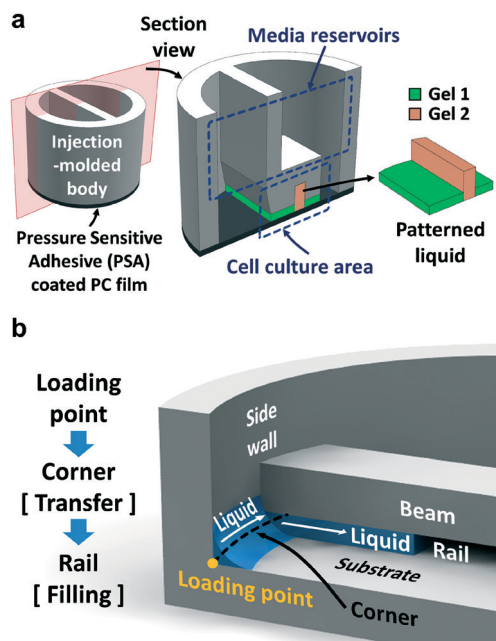 a
Section
view
Media reservoirs
Injection
-molded
body
Gel 1
Gel 2
Pressure Sensitive
Adhesive (PSA)
coated PC film
Cell culture area
Patterned
liquid
b
Loading
point
Corner
[ Transfer ]
Rail
[ Filling ]
Side
wall
Beam
Liquid
Liquid
Rail
Substrate
Loading point
Corner